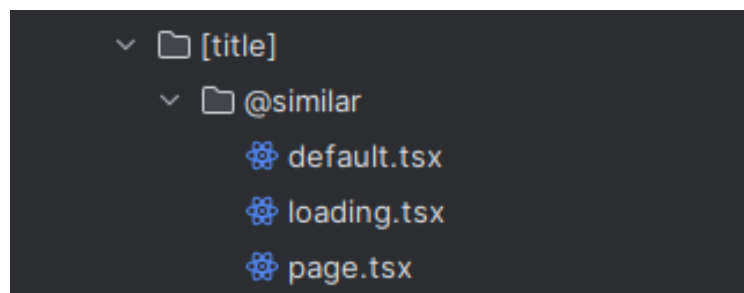 [title]
@similar
default.tsx
loading.tsx
page.tsx